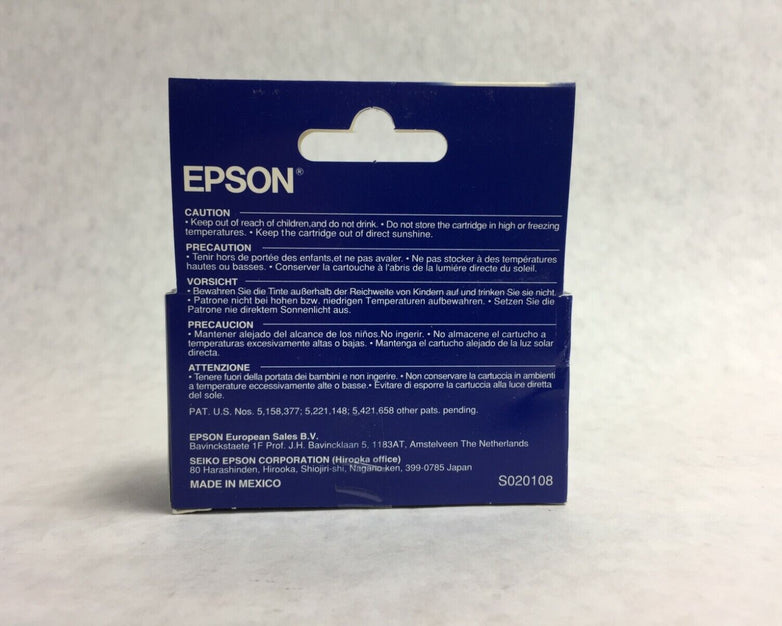 EPSON®
CAUTION
• Keep out of reach of children,and do not drink. • Do not store the cartridge in high or freezing
temperatures. • Keep the cartridge out of direct sunshine.
PRECAUTION
• Tenir hors de portée des enfants,et ne pas avaler. • Ne pas stocker à des températures
hautes ou basses. • Conserver la cartouche à l'abris de la lumiére directe du soleil.
VORSICHT
• Bewahren Sie die Tinte außerhalb der Reichweite von Kindern auf und trinken Sie sie nicht.
• Patrone nicht bei hohen bzw. niedrigen Temperaturen aufbewahren. • Setzen Sie die
Patrone nie direktem Sonnenlicht aus.
PRECAUCION
• Mantener alejado del alcance de los niños.No ingerir. • No almacene el cartucho a
temperaturas excesivamente altas o bajas. • Mantenga el cartucho alejado de la luz solar
directa.
ATTENZIONE
• Tenere fuori della portata dei bambini e non ingerire. • Non conservare la cartuccia in ambienti
a temperature eccessivamente alte o basse.• Evitare di esporre la cartuccia alla luce diretta
del sole.
PAT. U.S. Nos. 5,158,377; 5,221,148; 5,421,658 other pats. pending.
EPSON European Sales B.V.
Bavinckstaete 1F Prof. J.H. Bavincklaan 5, 1183AT, Amstelveen The Netherlands
SEIKO EPSON CORPORATION (Hirooka office)
80 Harashinden, Hirooka, Shiojiri-shi, Nagano-ken, 399-0785 Japan
MADE IN MEXICO
S020108